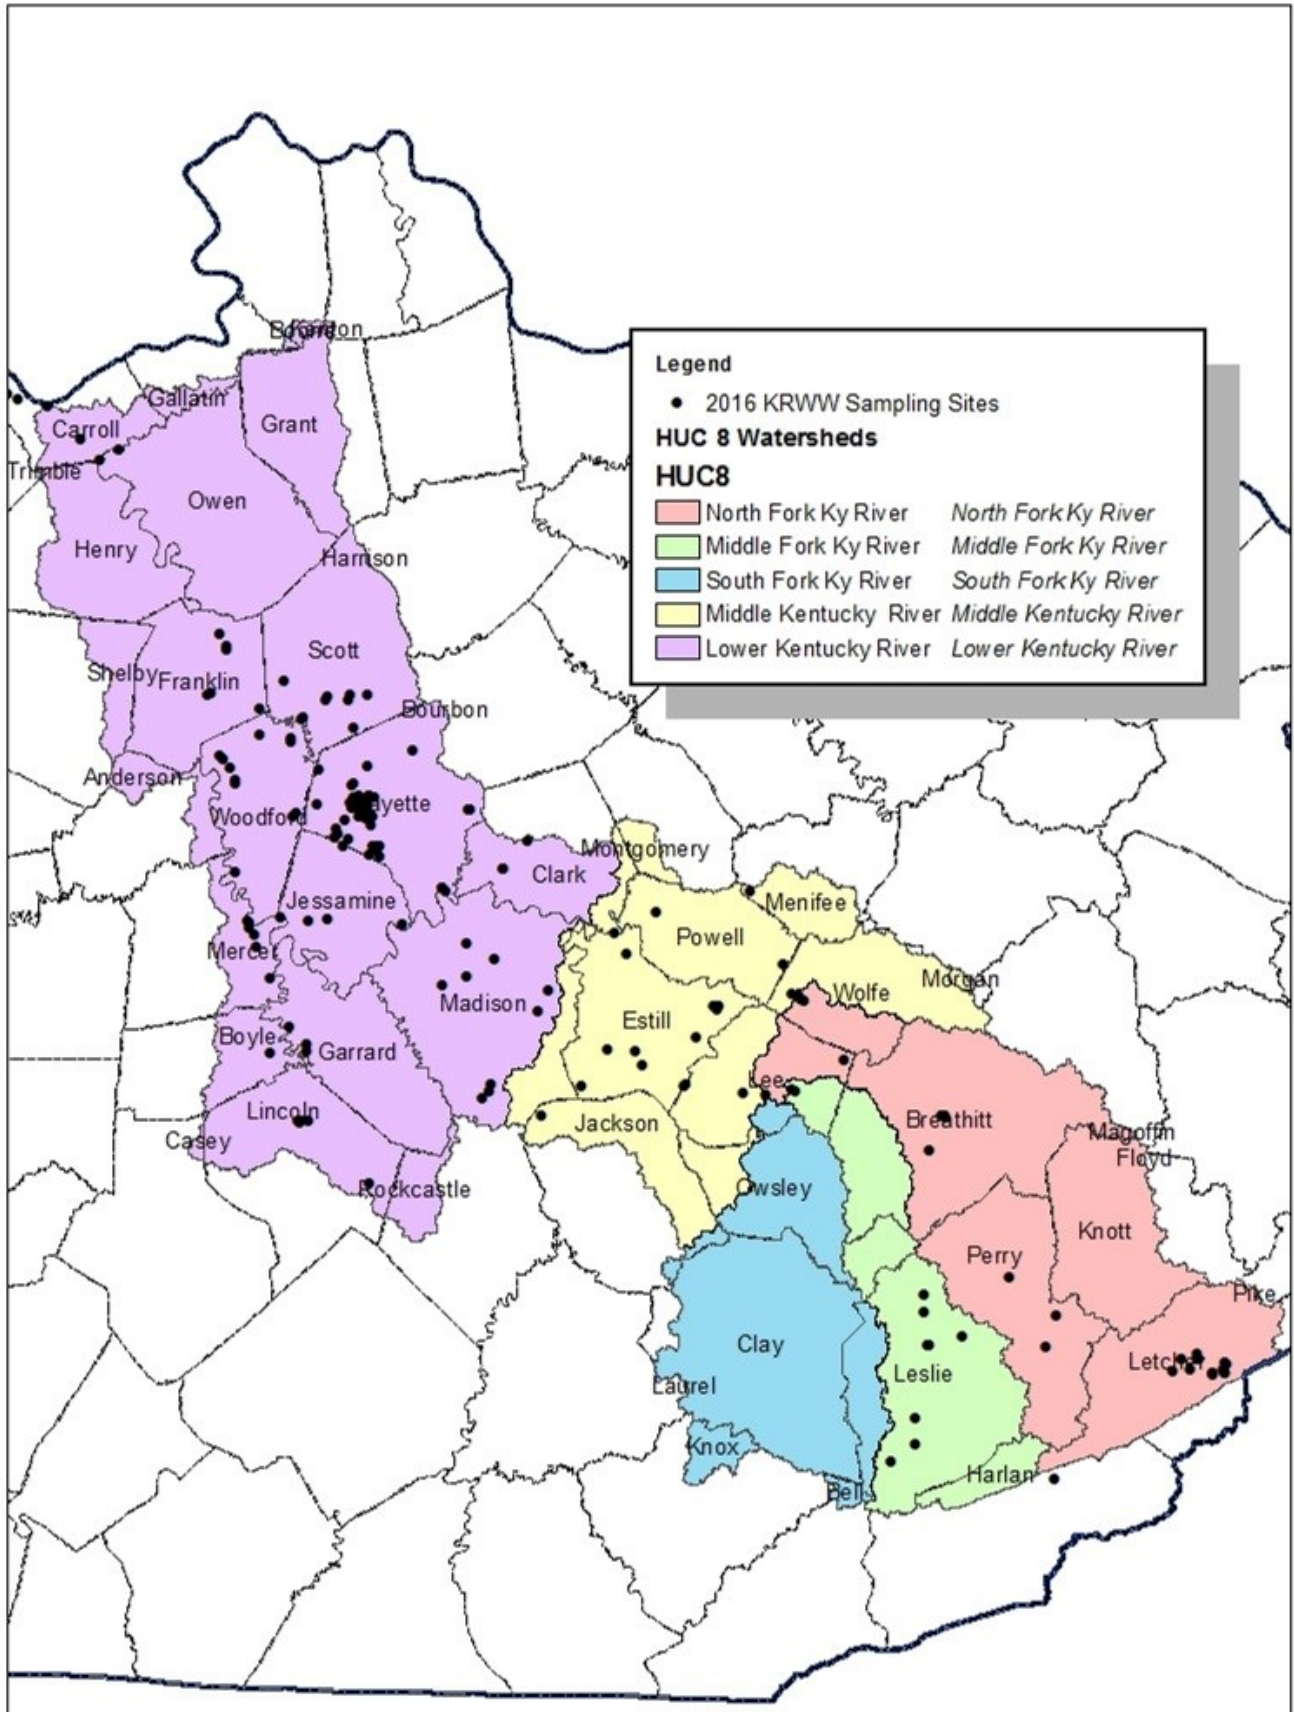 Boone
Kenton
Gallatin
Carroll
Grant
Trimble
Owen
Henry
Harrison
Legend
2016 KRWW Sampling Sites
HUC 8 Watersheds
HUC8
North Fork Ky River North Fork Ky River
Middle Fork Ky River Middle Fork Ky River
South Fork Ky River South Fork Ky River
Middle Kentucky River Middle Kentucky River
Lower Kentucky River Lower Kentucky River
Scott
Shelby
Franklin
Bourbon
Anderson
Woodford
Fayette
Montgomery
Clark
Jessamine
Menifee
Powell
Mercer
Morgan
Wolfe
Madison
Estill
Boyle
Garrard
Lee
Lincoln
Jackson
Breathitt
Casey
Magoffin
Floyd
Rockcastle
Owsley
Knott
Perry
Pike
Clay
Letcher
Leslie
Laurel
Knox
Harlan
Bell